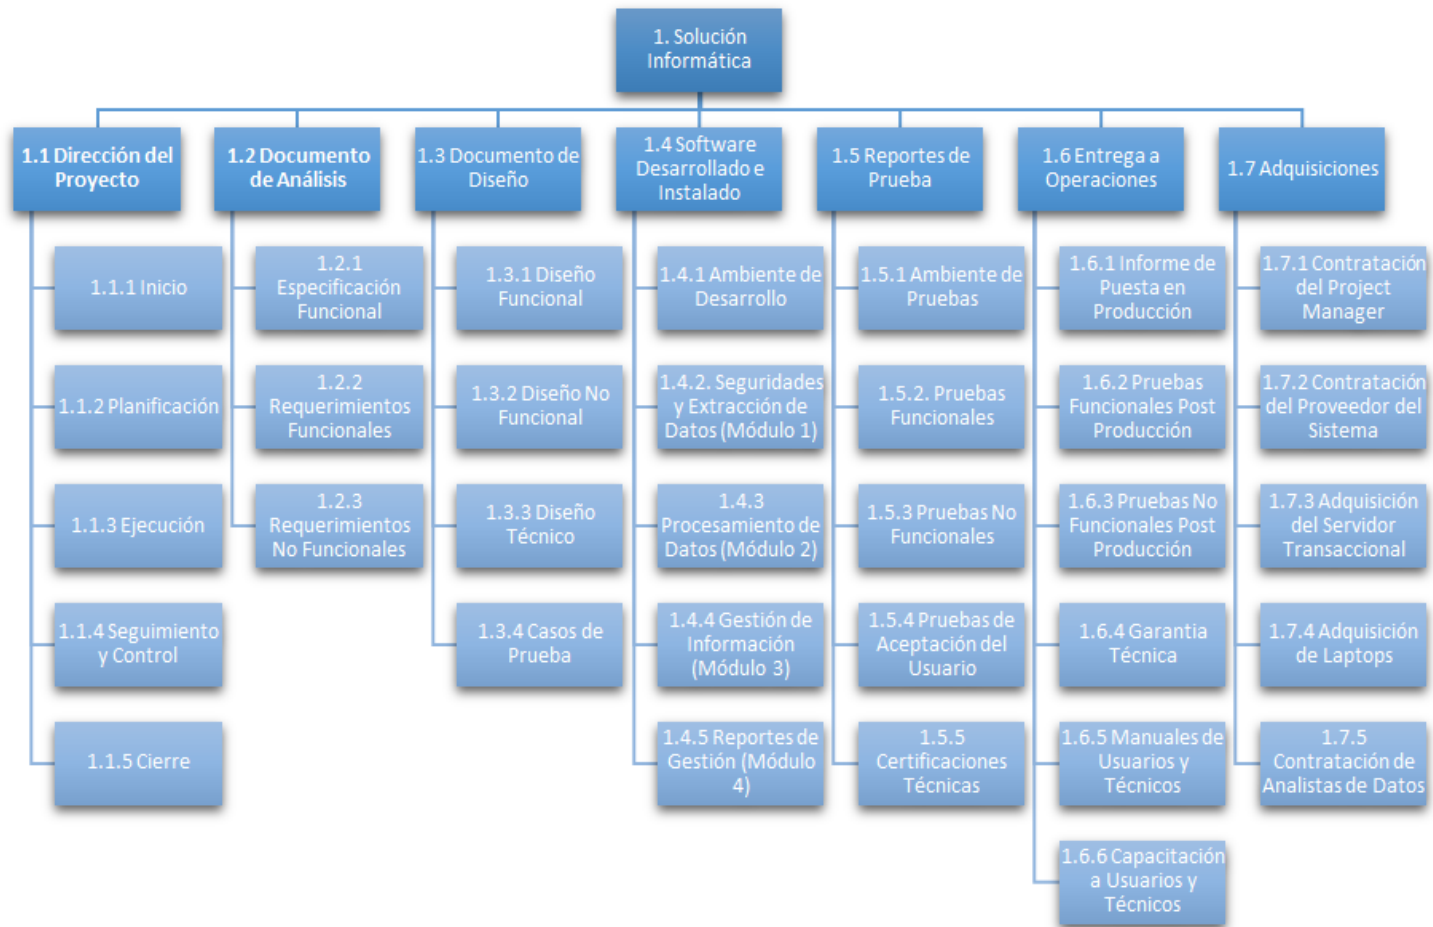 1. Solución
Informática
1.1 Dirección del
Proyecto
1.1.1 Inicio
1.1.2 Planificación
1.1.3 Ejecución
1.1.4 Seguimiento
y Control
1.1.5 Cierre
1.2 Documento
de Análisis
1.2.1
Especificación
Funcional
1.2.2
Requerimientos
Funcionales
1.2.3
Requerimientos
No Funcionales
1.3 Documento de
Diseño
1.3.1 Diseño
Funcional
1.3.2 Diseño No
Funcional
1.3.3 Diseño
Técnico
1.3.4 Casos de
Prueba
1.4 Software
Desarrollado e
Instalado
1.4.1 Ambiente de
Desarrollo
1.4.2. Seguridades
y Extracción de
Datos (Módulo 1)
1.4.3
Procesamiento de
Datos (Módulo 2)
1.4.4 Gestión de
Información
(Módulo 3)
1.4.5 Reportes de
Gestión (Módulo
4)
1.5 Reportes de
Prueba
1.5.1 Ambiente de
Pruebas
1.5.2. Pruebas
Funcionales
1.5.3 Pruebas No
Funcionales
1.5.4 Pruebas de
Aceptación del
Usuario
1.5.5
Certificaciones
Técnicas
1.6 Entrega a
Operaciones
1.6.1 Informe de
Puesta en
Producción
1.6.2 Pruebas
Funcionales Post
Producción
1.6.3 Pruebas No
Funcionales Post
Producción
1.6.4 Garantia
Técnica
1.6.5 Manuales de
Usuarios y
Técnicos
1.6.6 Capacitación
a Usuarios y
Técnicos
1.7 Adquisiciones
1.7.1 Contratación
del Project
Manager
1.7.2 Contratación
del Proveedor del
Sistema
1.7.3 Adquisición
del Servidor
Transaccional
1.7.4 Adquisición
de Laptops
1.7.5
Contratación de
Analistas de Datos